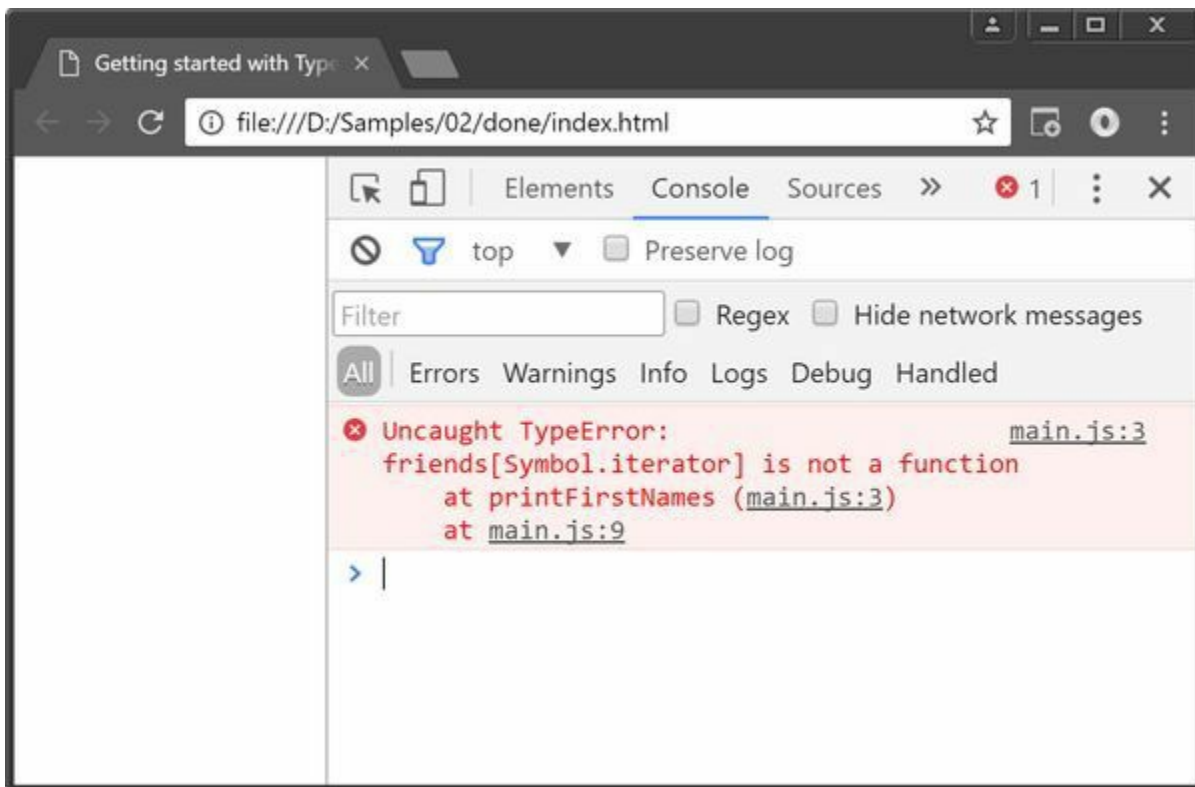 Getting started with Typ
file:///D:/Samples/02/done/index.html
Elements Console Sources » 1
top ▼ Preserve log
Filter Regex Hide network messages
All Errors Warnings Info Logs Debug Handled
Uncaught TypeError: main.js:3
friends[Symbol.iterator] is not a function
at printFirstNames (main.js:3)
at main.js:9
>